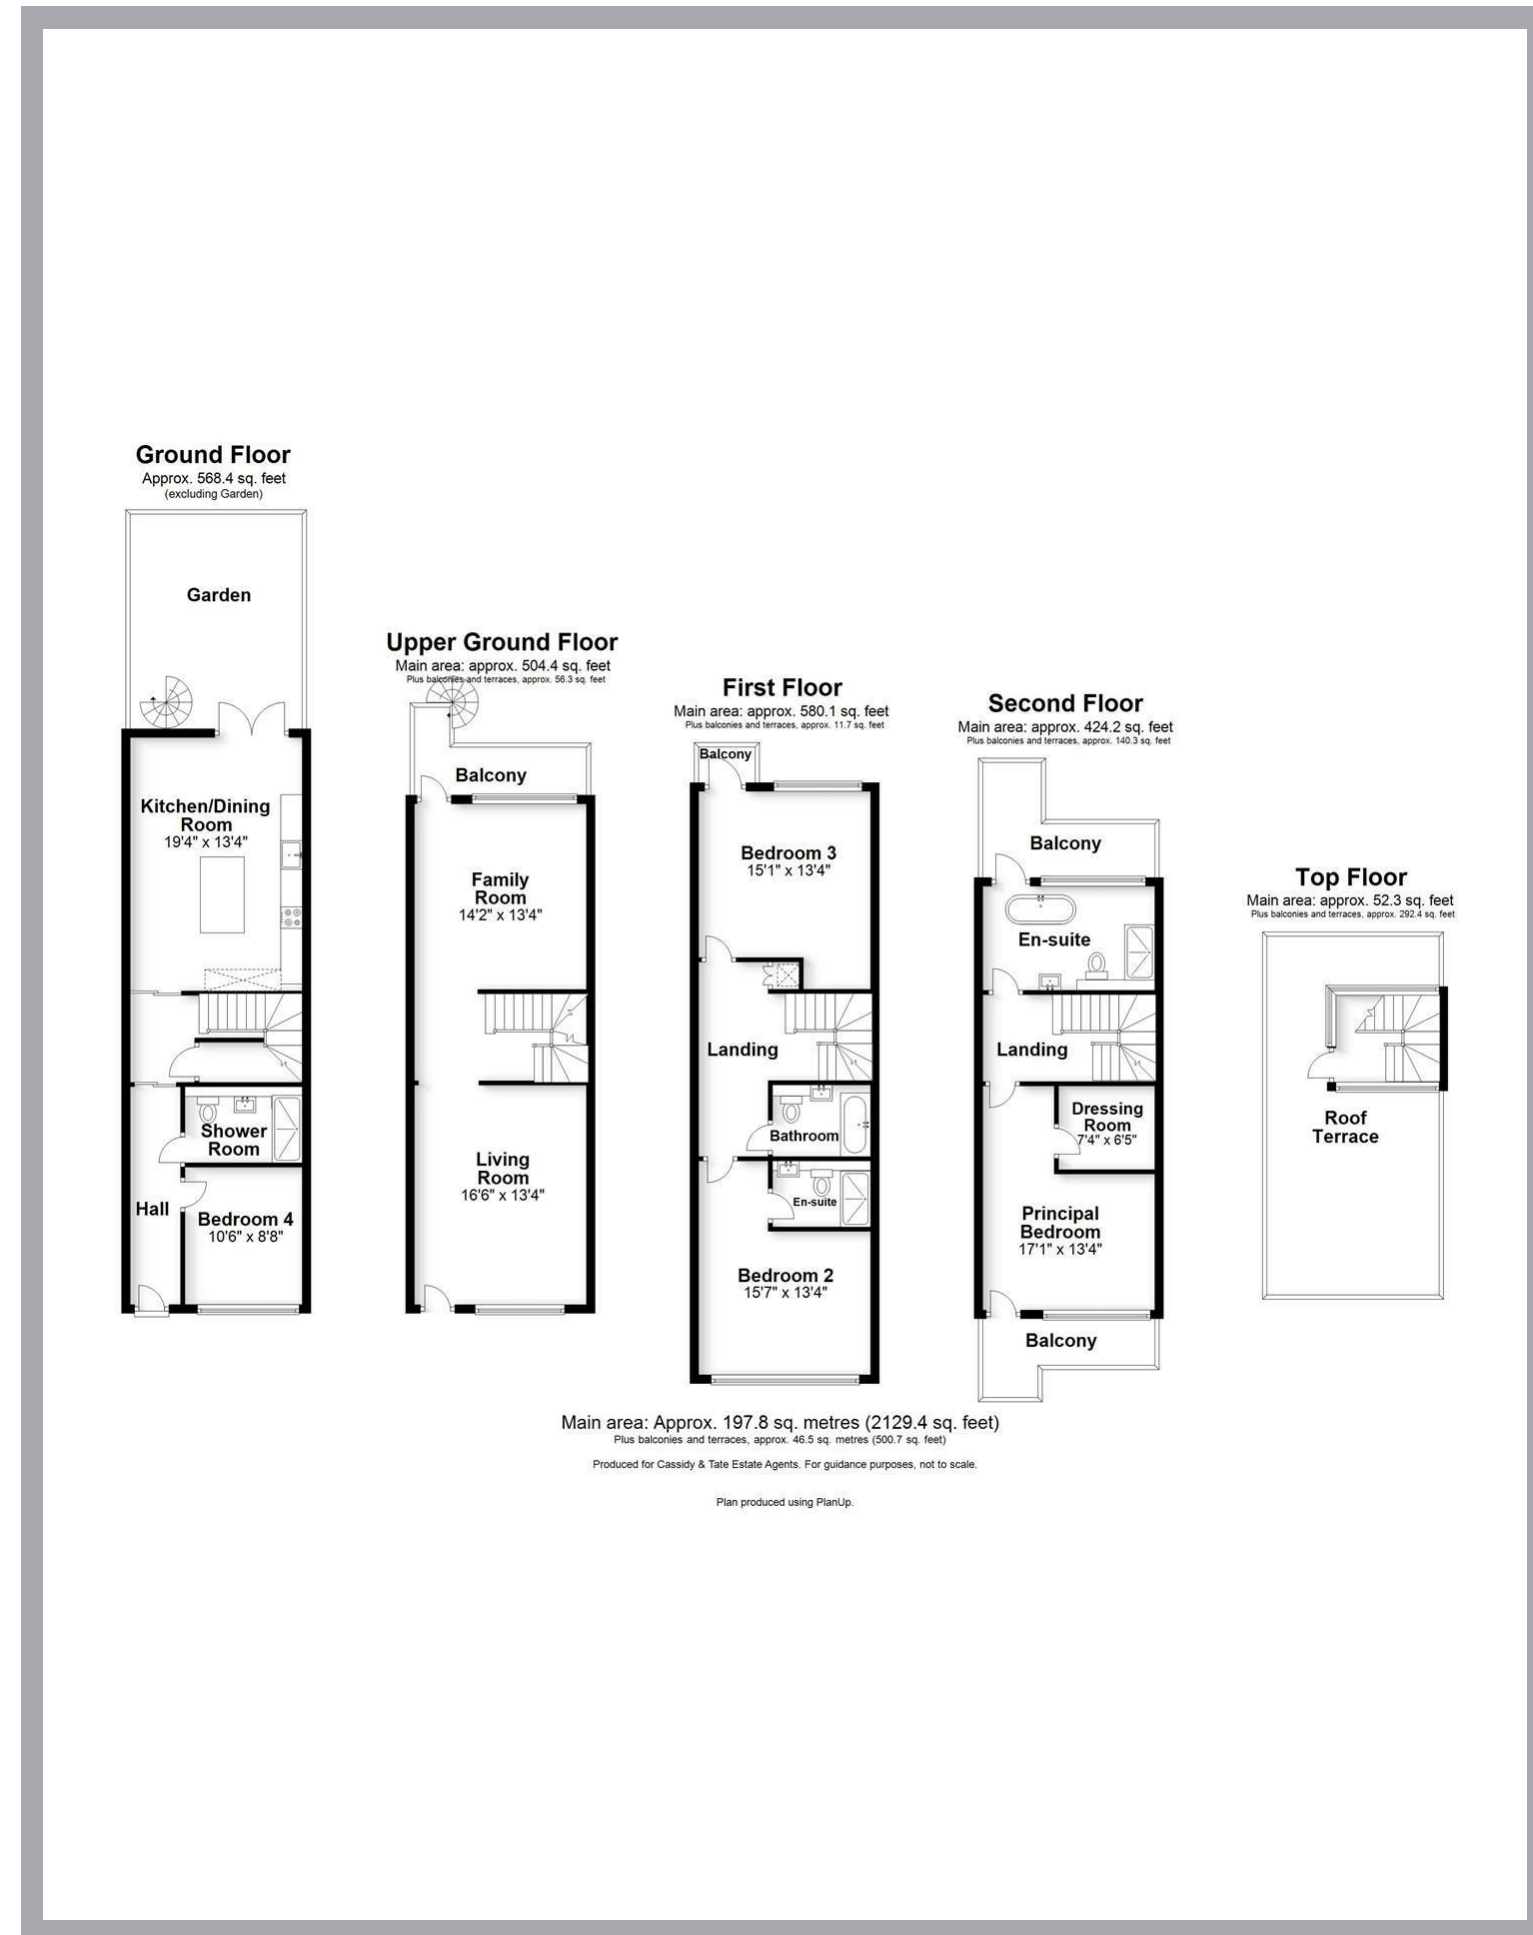 Ground Floor
Approx. 568.4 sq. feet
(excluding Garden)
Garden
Kitchen/Dining
Room
19'4" x 13'4"
Shower
Room
Hall
Bedroom 4
10'6" x 8'8"
Upper Ground Floor
Main area: approx. 504.4 sq. feet
Plus balconies and terraces, approx. 56.3 sq. feet
Balcony
Family
Room
14'2" x 13'4"
Living
Room
16'6" x 13'4"
First Floor
Main area: approx. 580.1 sq. feet
Plus balconies and terraces, approx. 11.7 sq. feet
Balcony
Bedroom 3
15'1" x 13'4"
Landing
Bathroom
En-suite
Bedroom 2
15'7" x 13'4"
Second Floor
Main area: approx. 424.2 sq. feet
Plus balconies and terraces, approx. 140.3 sq. feet
Balcony
En-suite
Landing
Dressing
Room
7'4" x 6'5"
Principal
Bedroom
17'1" x 13'4"
Balcony
Top Floor
Main area: approx. 52.3 sq. feet
Plus balconies and terraces, approx. 292.4 sq. feet
Roof
Terrace
Main area: Approx. 197.8 sq. metres (2129.4 sq. feet)
Plus balconies and terraces, approx. 46.5 sq. metres (500.7 sq. feet)
Produced for Cassidy & Tate Estate Agents. For guidance purposes, not to scale.
Plan produced using PlanUp.